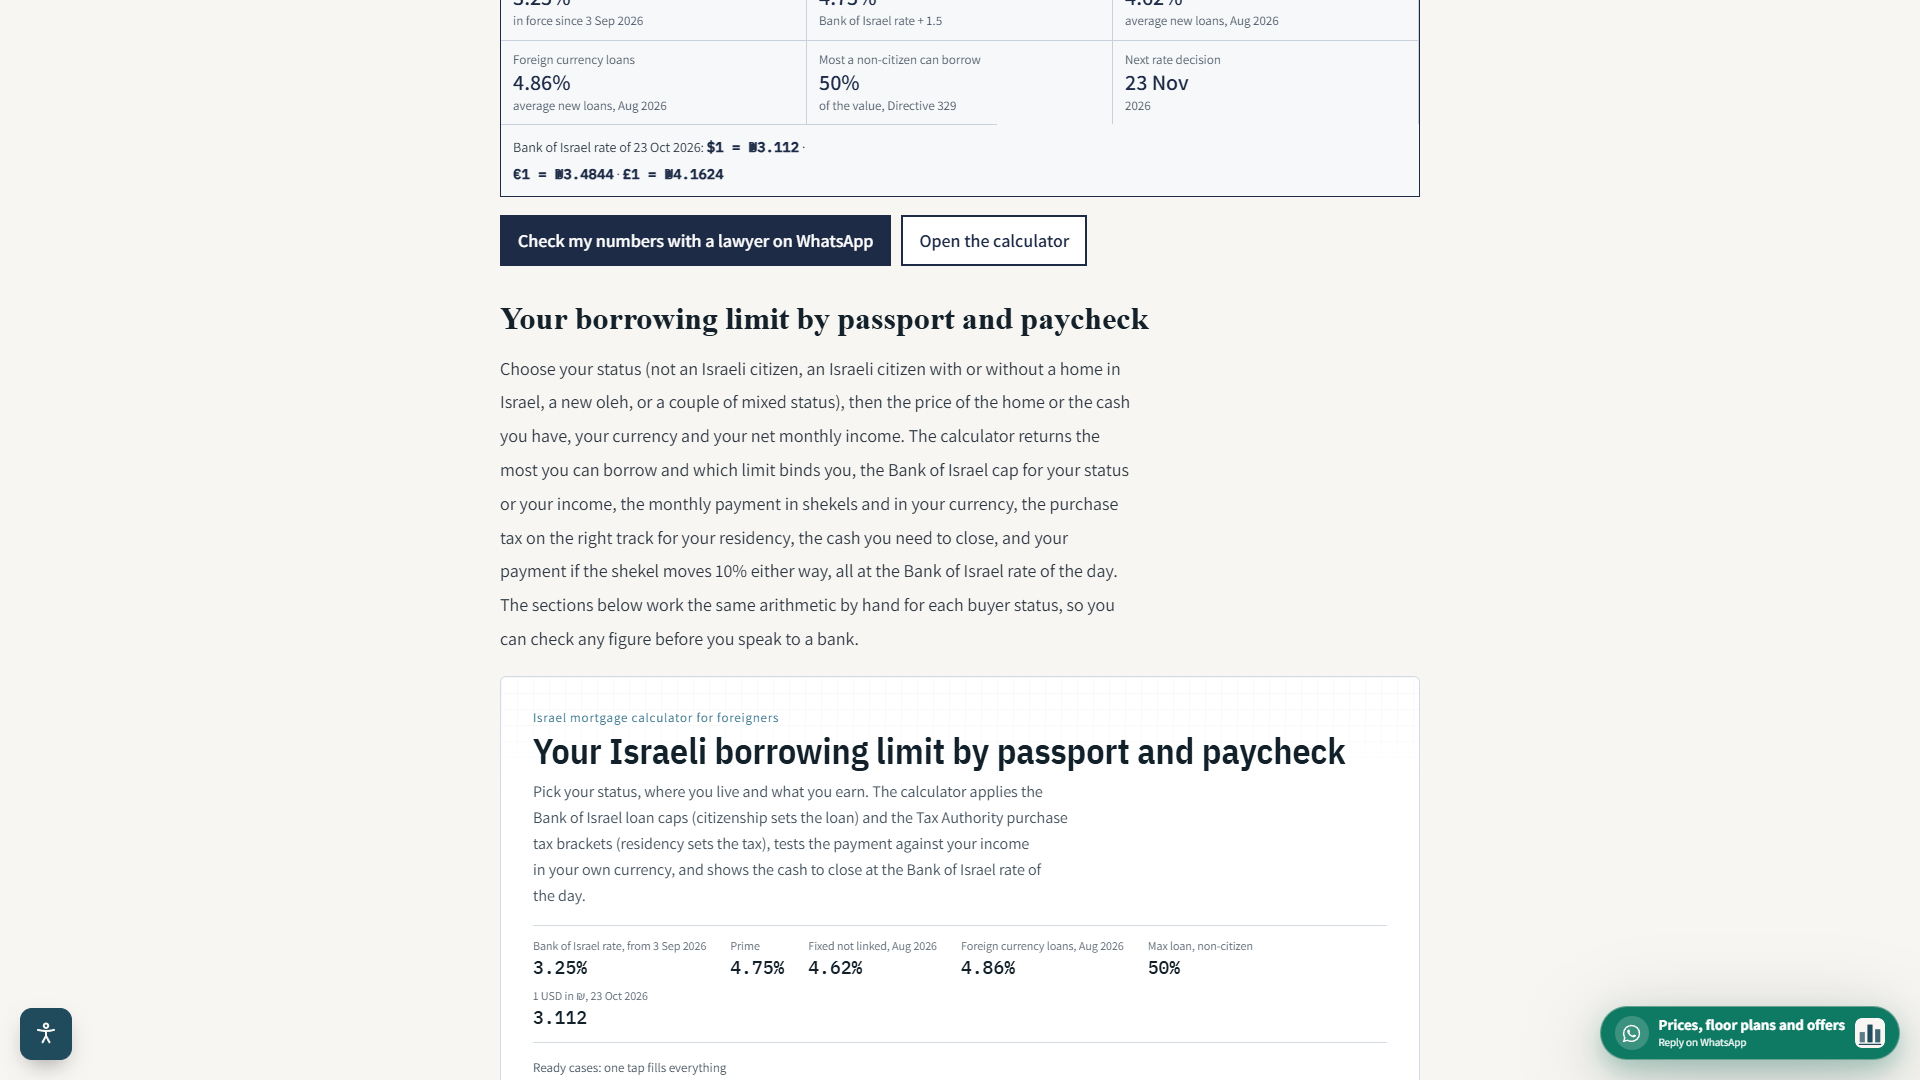 in force since 3 Sep 2026
Bank of Israel rate + 1.5
average new loans, Aug 2026
Foreign currency loans
4.86%
average new loans, Aug 2026
Most a non-citizen can borrow
50%
of the value, Directive 329
Next rate decision
23 Nov
2026
Bank of Israel rate of 23 Oct 2026: $1 = ₪3.112 ·
€1 = ₪3.4844 · £1 = ₪4.1624
Check my numbers with a lawyer on WhatsApp
Open the calculator
Your borrowing limit by passport and paycheck
Choose your status (not an Israeli citizen, an Israeli citizen with or without a home in
Israel, a new oleh, or a couple of mixed status), then the price of the home or the cash
you have, your currency and your net monthly income. The calculator returns the
most you can borrow and which limit binds you, the Bank of Israel cap for your status
or your income, the monthly payment in shekels and in your currency, the purchase
tax on the right track for your residency, the cash you need to close, and your
payment if the shekel moves 10% either way, all at the Bank of Israel rate of the day.
The sections below work the same arithmetic by hand for each buyer status, so you
can check any figure before you speak to a bank.
Israel mortgage calculator for foreigners
Your Israeli borrowing limit by passport and paycheck
Pick your status, where you live and what you earn. The calculator applies the
Bank of Israel loan caps (citizenship sets the loan) and the Tax Authority purchase
tax brackets (residency sets the tax), tests the payment against your income
in your own currency, and shows the cash to close at the Bank of Israel rate of
the day.
Bank of Israel rate, from 3 Sep 2026
3.25%
Prime
4.75%
Fixed not linked, Aug 2026
4.62%
Foreign currency loans, Aug 2026
4.86%
Max loan, non-citizen
50%
1 USD in ₪, 23 Oct 2026
3.112
Ready cases: one tap fills everything
Prices, floor plans and offers
Reply on WhatsApp